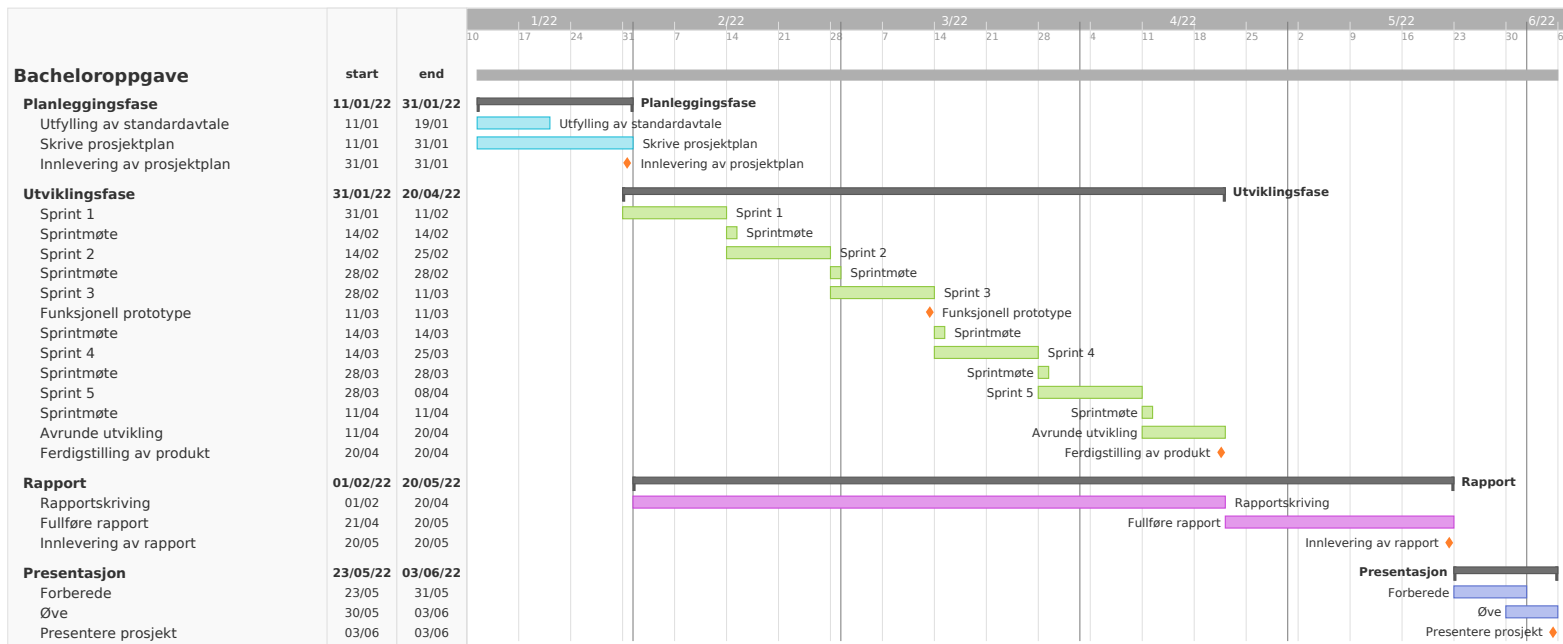 1/22 2/22 3/22 4/22 5/22 6/22
10 17 24 31 7 14 21 28 7 14 21 28 4 11 18 25 2 9 16 23 30 6
Bacheloroppgave start end
Planleggingsfase 11/01/22 31/01/22 Planleggingsfase
Utfylling av standardavtale 11/01 19/01 Utfylling av standardavtale
Skrive prosjektplan 11/01 31/01 Skrive prosjektplan
Innlevering av prosjektplan 31/01 31/01 Innlevering av prosjektplan
Utviklingsfase 31/01/22 20/04/22 Utviklingsfase
Sprint 1 31/01 11/02 Sprint 1
Sprintmøte 14/02 14/02 Sprintmøte
Sprint 2 14/02 25/02 Sprint 2
Sprintmøte 28/02 28/02 Sprintmøte
Sprint 3 28/02 11/03 Sprint 3
Funksjonell prototype 11/03 11/03 Funksjonell prototype
Sprintmøte 14/03 14/03 Sprintmøte
Sprint 4 14/03 25/03 Sprint 4
Sprintmøte 28/03 28/03 Sprintmøte
Sprint 5 28/03 08/04 Sprint 5
Sprintmøte 11/04 11/04 Sprintmøte
Avrunde utvikling 11/04 20/04 Avrunde utvikling
Ferdigstilling av produkt 20/04 20/04 Ferdigstilling av produkt
Rapport 01/02/22 20/05/22 Rapport
Rapportskriving 01/02 20/04 Rapportskriving
Fullføre rapport 21/04 20/05 Fullføre rapport
Innlevering av rapport 20/05 20/05 Innlevering av rapport
Presentasjon 23/05/22 03/06/22 Presentasjon
Forberede 23/05 31/05 Forberede
Øve 30/05 03/06 Øve
Presentere prosjekt 03/06 03/06 Presentere prosjekt